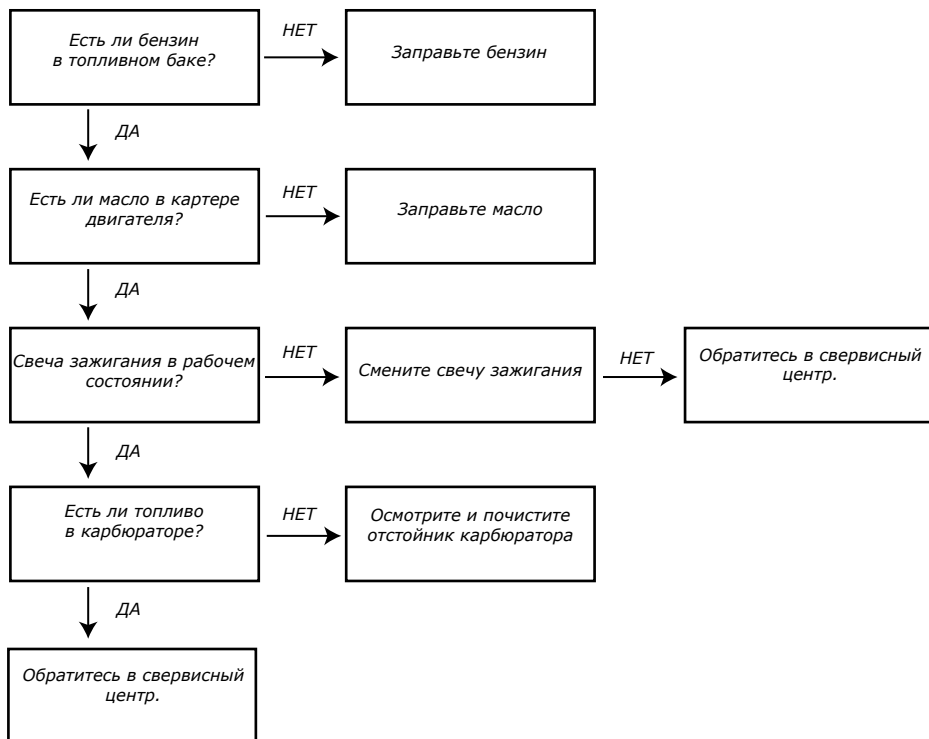 Есть ли бензин
в топливном баке?
НЕТ
Заправьте бензин
ДА
Есть ли масло в картере
двигателя?
НЕТ
Заправьте масло
ДА
Свеча зажигания в рабочем
состоянии?
НЕТ
Смените свечу зажигания
НЕТ
Обратитесь в свервисный
центр.
ДА
Есть ли топливо
в карбюраторе?
НЕТ
Осмотрите и почистите
отстойник карбюратора
ДА
Обратитесь в свервисный
центр.